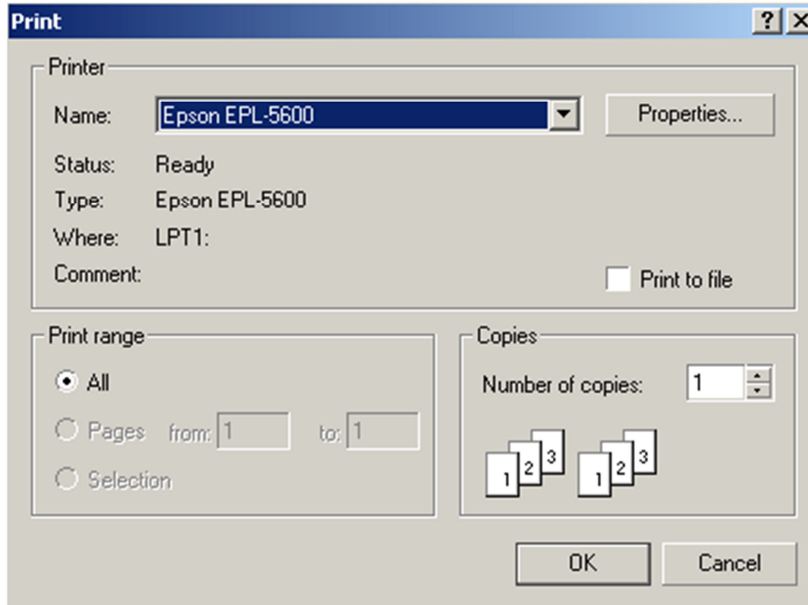 Print
Printer
Name: Epson EPL-5600 Properties...
Status: Ready
Type: Epson EPL-5600
Where: LPT1:
Comment: Print to file
Print range
All
Pages from: 1 to: 1
Selection
Copies
Number of copies: 1
1 2 3 1 2 3
OK Cancel